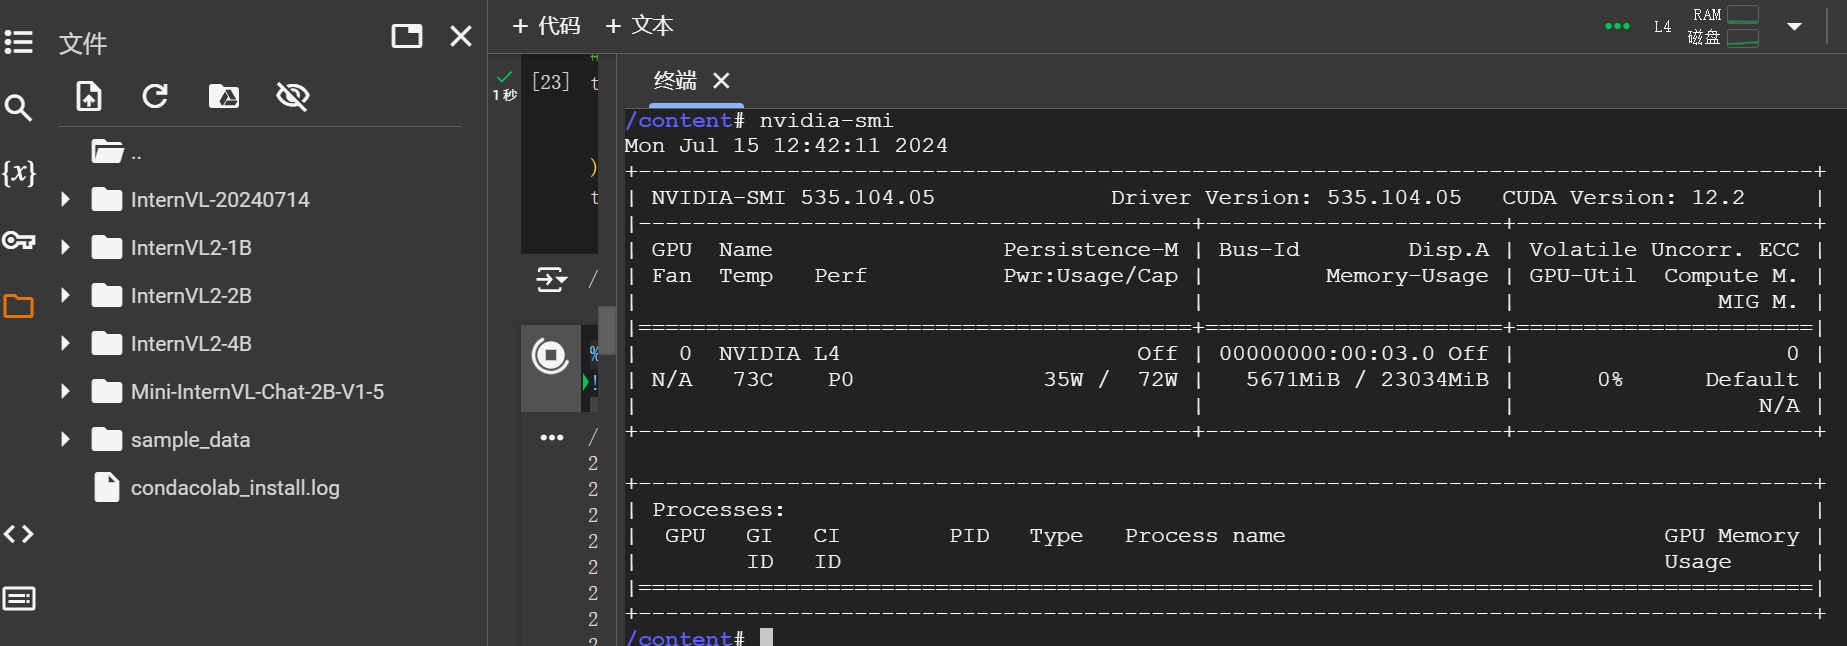 文件
..
InternVL-20240714
InternVL2-1B
InternVL2-2B
InternVL2-4B
Mini-InternVL-Chat-2B-V1-5
sample_data
condacolab_install.log
{x}
+ 代码 + 文本
L4
RAM
磁盘
1秒
[23]
t
)
t
/
%
!
/
2
2
2
2
2
2
2
终端
/content# nvidia-smi
Mon Jul 15 12:42:11 2024
NVIDIA-SMI 535.104.05 Driver Version: 535.104.05 CUDA Version: 12.2
GPU Name Persistence-M | Bus-Id Disp.A | Volatile Uncorr. ECC
Fan Temp Perf Pwr:Usage/Cap | Memory-Usage | GPU-Util Compute M.
MIG M.
0 NVIDIA L4 Off | 00000000:00:03.0 Off | 0
N/A 73C P0 35W / 72W | 5671MiB / 23034MiB | 0% Default
N/A
Processes:
GPU GI CI PID Type Process name GPU Memory
ID ID Usage
/content#